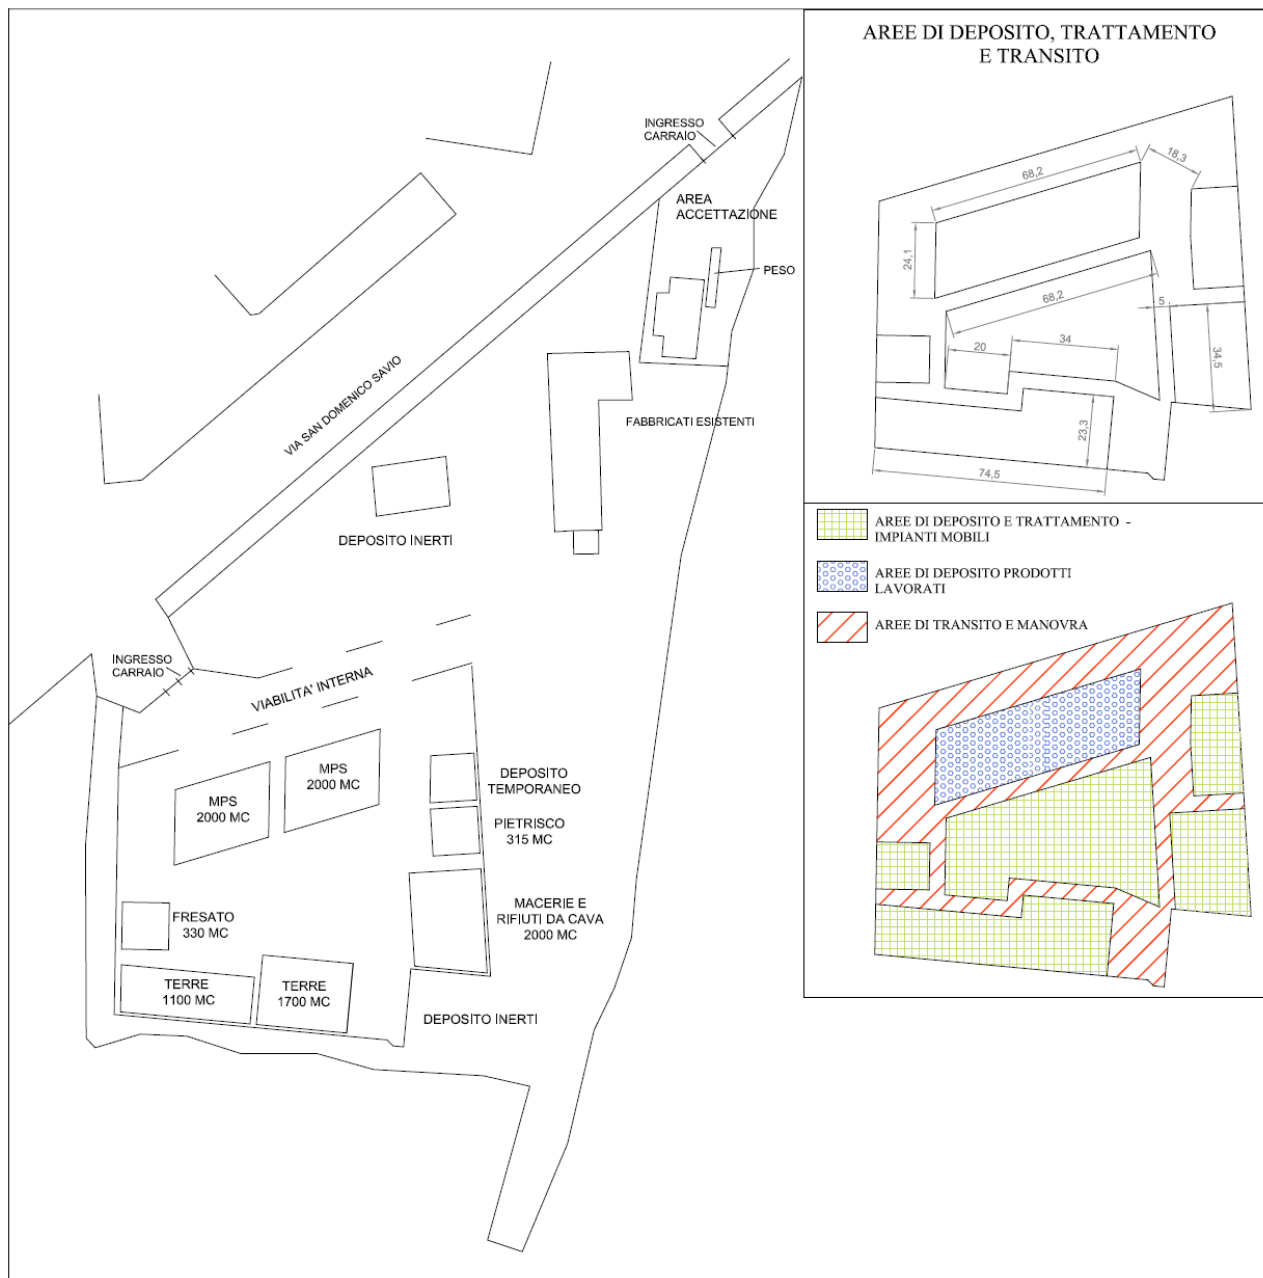 INGRESSO
CARRAIO
AREA
ACCETTAZIONE
PESO
VIA SAN DOMENICO SAVIO
FABBRICATI ESISTENTI
DEPOSITO INERTI
INGRESSO
CARRAIO
VIABILITA' INTERNA
MPS
2000 MC
MPS
2000 MC
DEPOSITO
TEMPORANEO
PIETRISCO
315 MC
MACERIE E
RIFIUTI DA CAVA
2000 MC
FRESATO
330 MC
TERRE
1100 MC
TERRE
1700 MC
DEPOSITO INERTI
AREE DI DEPOSITO, TRATTAMENTO
E TRANSITO
68,2
18,3
24,1
68,2
5
20
34
34,5
23,3
74,5
AREE DI DEPOSITO E TRATTAMENTO -
IMPIANTI MOBILI
AREE DI DEPOSITO PRODOTTI
LAVORATI
AREE DI TRANSITO E MANOVRA